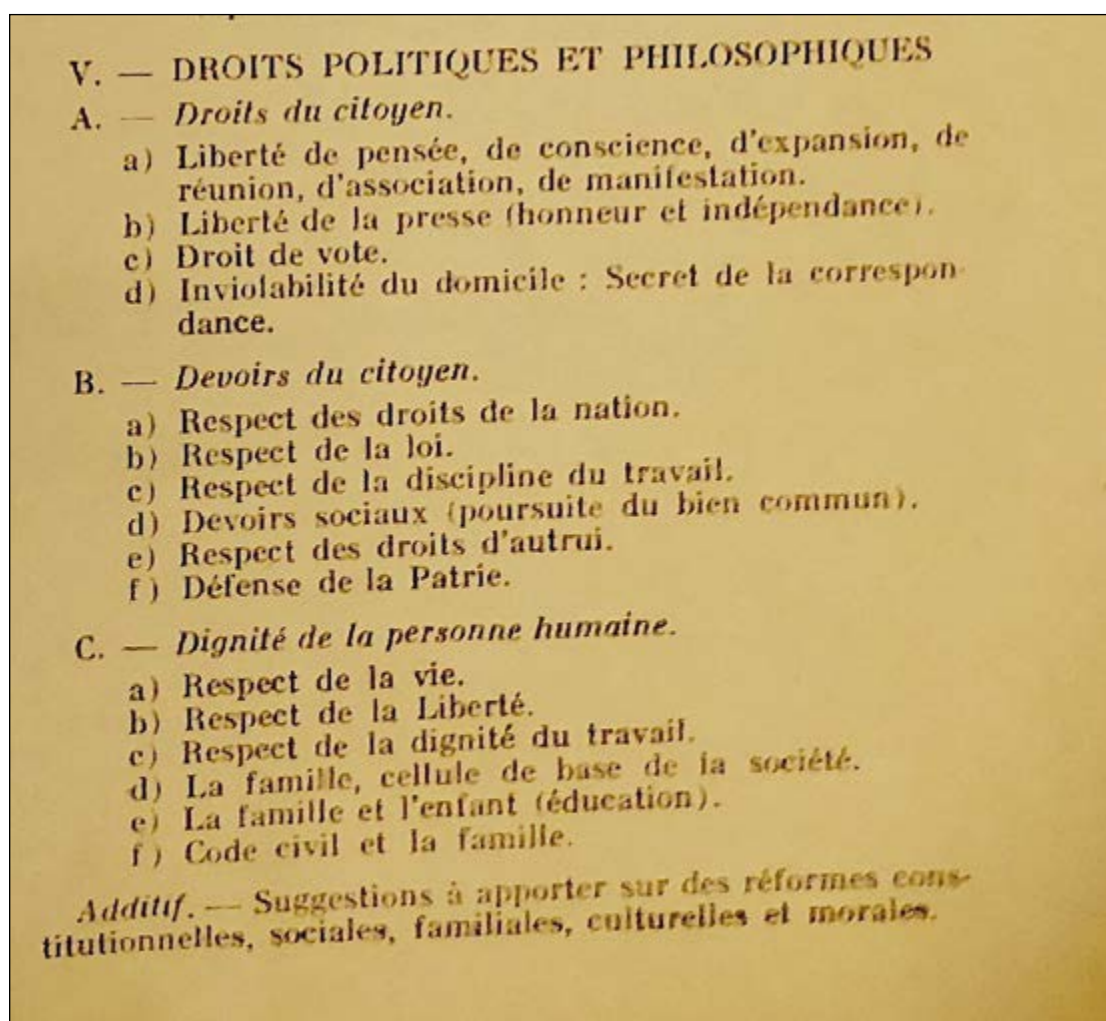 V. — DROITS POLITIQUES ET PHILOSOPHIQUES
A. — Droits du citoyen.
a) Liberté de pensée, de conscience, d'expansion, de
réunion, d'association, de manifestation.
b) Liberté de la presse (honneur et indépendance).
c) Droit de vote.
d) Inviolabilité du domicile : Secret de la correspon-
dance.
B. — Devoirs du citoyen.
a) Respect des droits de la nation.
b) Respect de la loi.
c) Respect de la discipline du travail.
d) Devoirs sociaux (poursuite du bien commun).
e) Respect des droits d'autrui.
f) Défense de la Patrie.
C. — Dignité de la personne humaine.
a) Respect de la vie.
b) Respect de la Liberté.
c) Respect de la dignité du travail.
d) La famille, cellule de base de la société.
e) La famille et l'enfant (éducation).
f) Code civil et la famille.
Additif. — Suggestions à apporter sur des réformes cons-
titutionnelles, sociales, familiales, culturelles et morales.